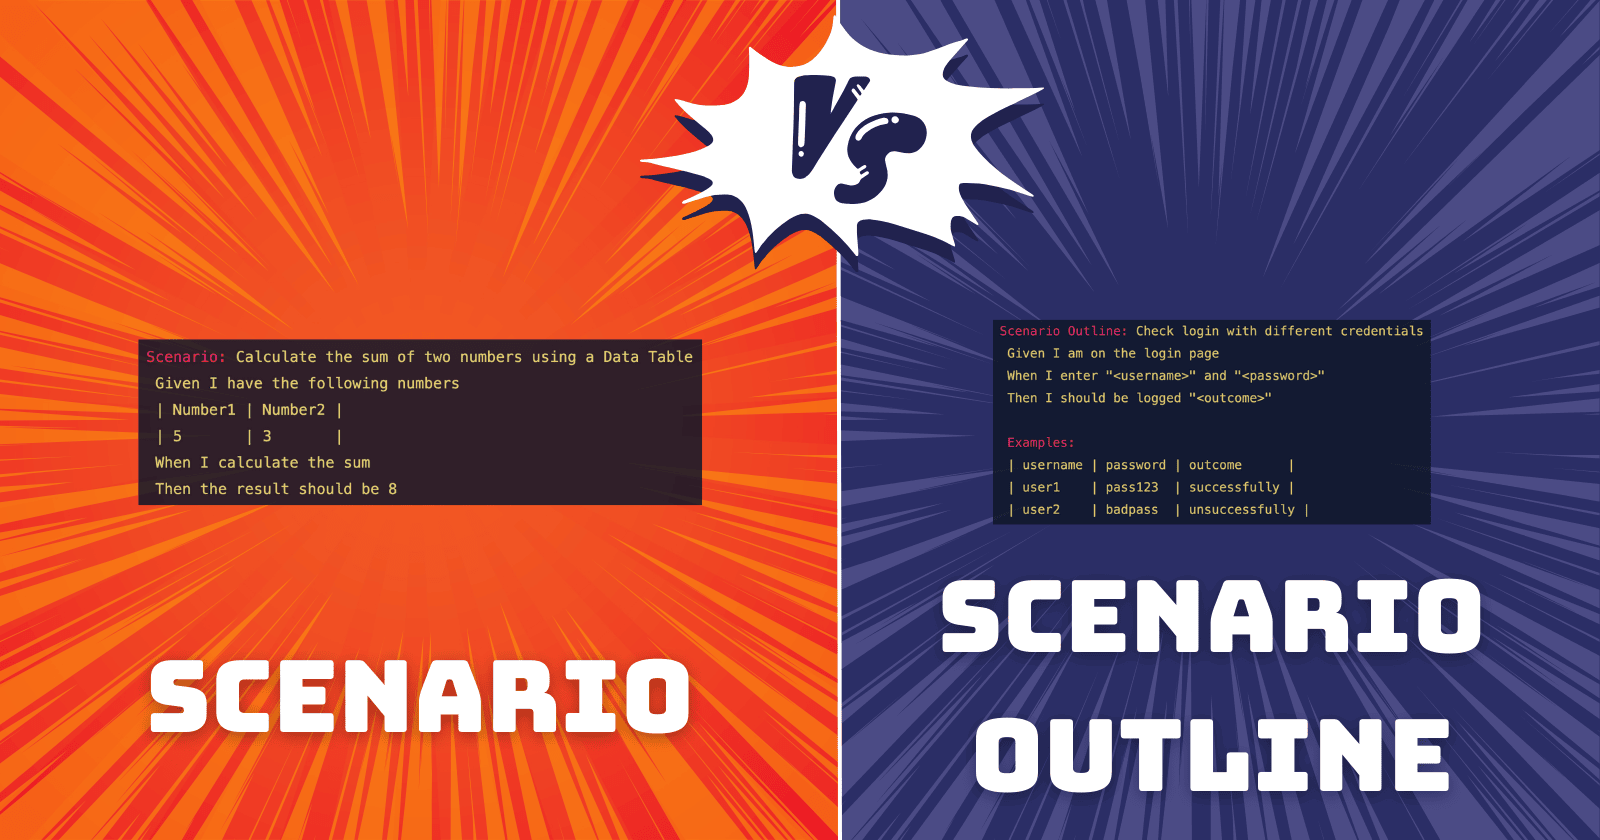 VS
Scenario: Calculate the sum of two numbers using a Data Table
Given I have the following numbers
| Number1 | Number2 |
| 5       | 3       |
When I calculate the sum
Then the result should be 8
SCENARIO
Scenario Outline: Check login with different credentials
Given I am on the login page
When I enter "<username>" and "<password>"
Then I should be logged "<outcome>"
Examples:
| username | password | outcome      |
| user1    | pass123  | successfully |
| user2    | badpass  | unsuccessfully |
SCENARIO
OUTLINE